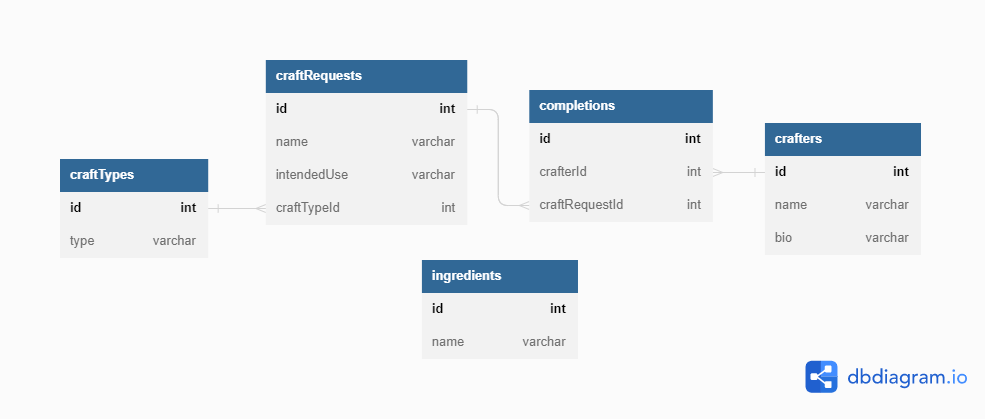 craftRequests
id int
name varchar
intendedUse varchar
craftTypeId int
completions
id int
crafterId int
craftRequestId int
crafters
id int
name varchar
bio varchar
craftTypes
id int
type varchar
ingredients
id int
name varchar
dbdiagram.io